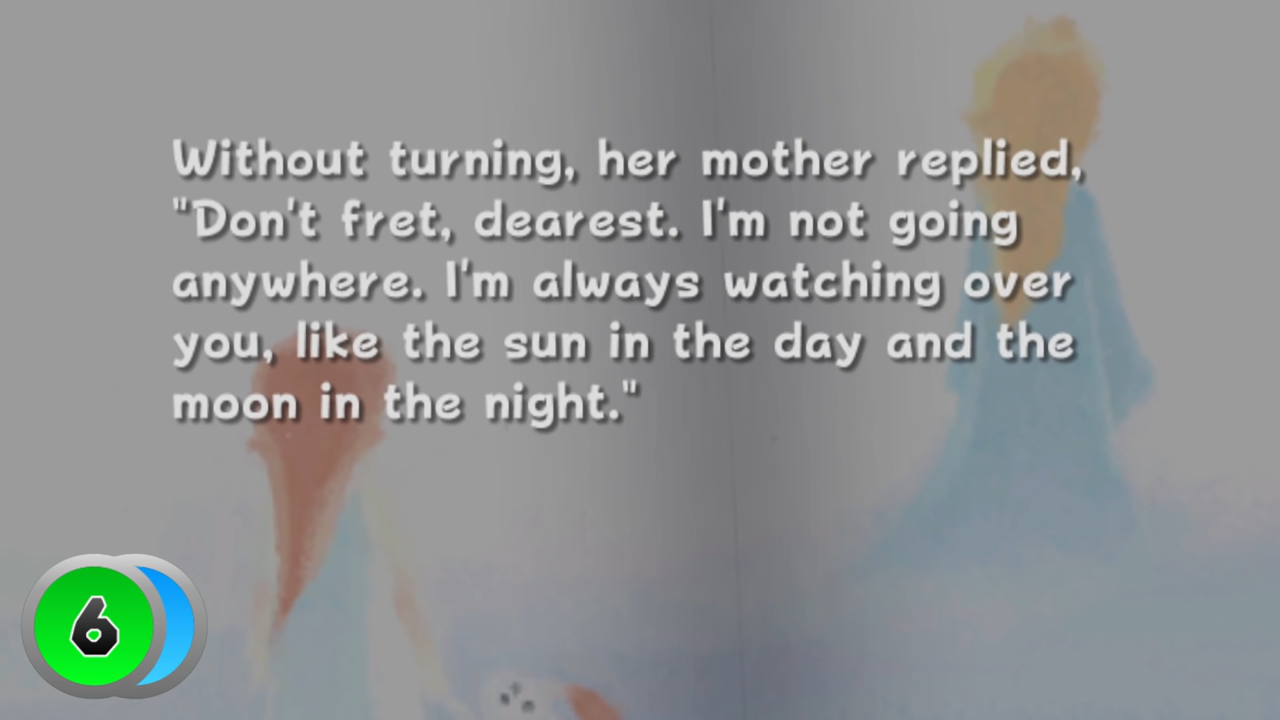 Without turning, her mother replied,
"Don't fret, dearest. I'm not going
anywhere. I'm always watching over
you, like the sun in the day and the
moon in the night."
6